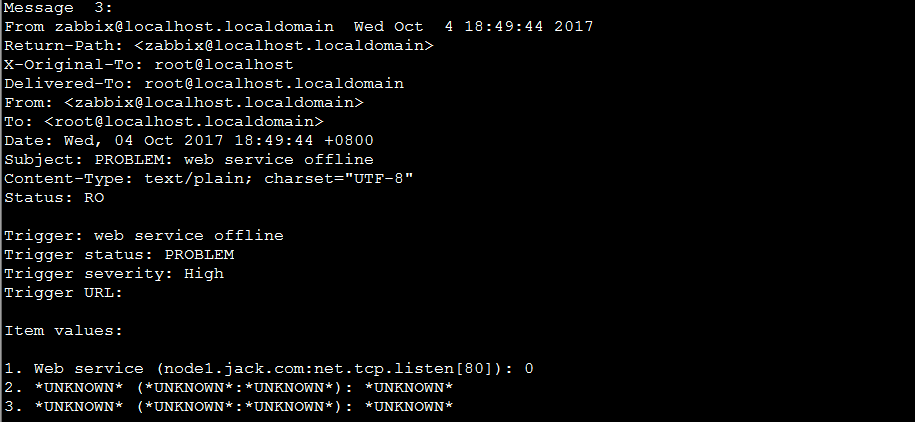 Message  3:
From zabbix@localhost.localdomain  Wed Oct  4 18:49:44 2017
Return-Path: <zabbix@localhost.localdomain>
X-Original-To: root@localhost
Delivered-To: root@localhost.localdomain
From: <zabbix@localhost.localdomain>
To: <root@localhost.localdomain>
Date: Wed, 04 Oct 2017 18:49:44 +0800
Subject: PROBLEM: web service offline
Content-Type: text/plain; charset="UTF-8"
Status: RO

Trigger: web service offline
Trigger status: PROBLEM
Trigger severity: High
Trigger URL:

Item values:

1. Web service (node1.jack.com:net.tcp.listen[80]): 0
2. *UNKNOWN* (*UNKNOWN*:*UNKNOWN*): *UNKNOWN*
3. *UNKNOWN* (*UNKNOWN*:*UNKNOWN*): *UNKNOWN*